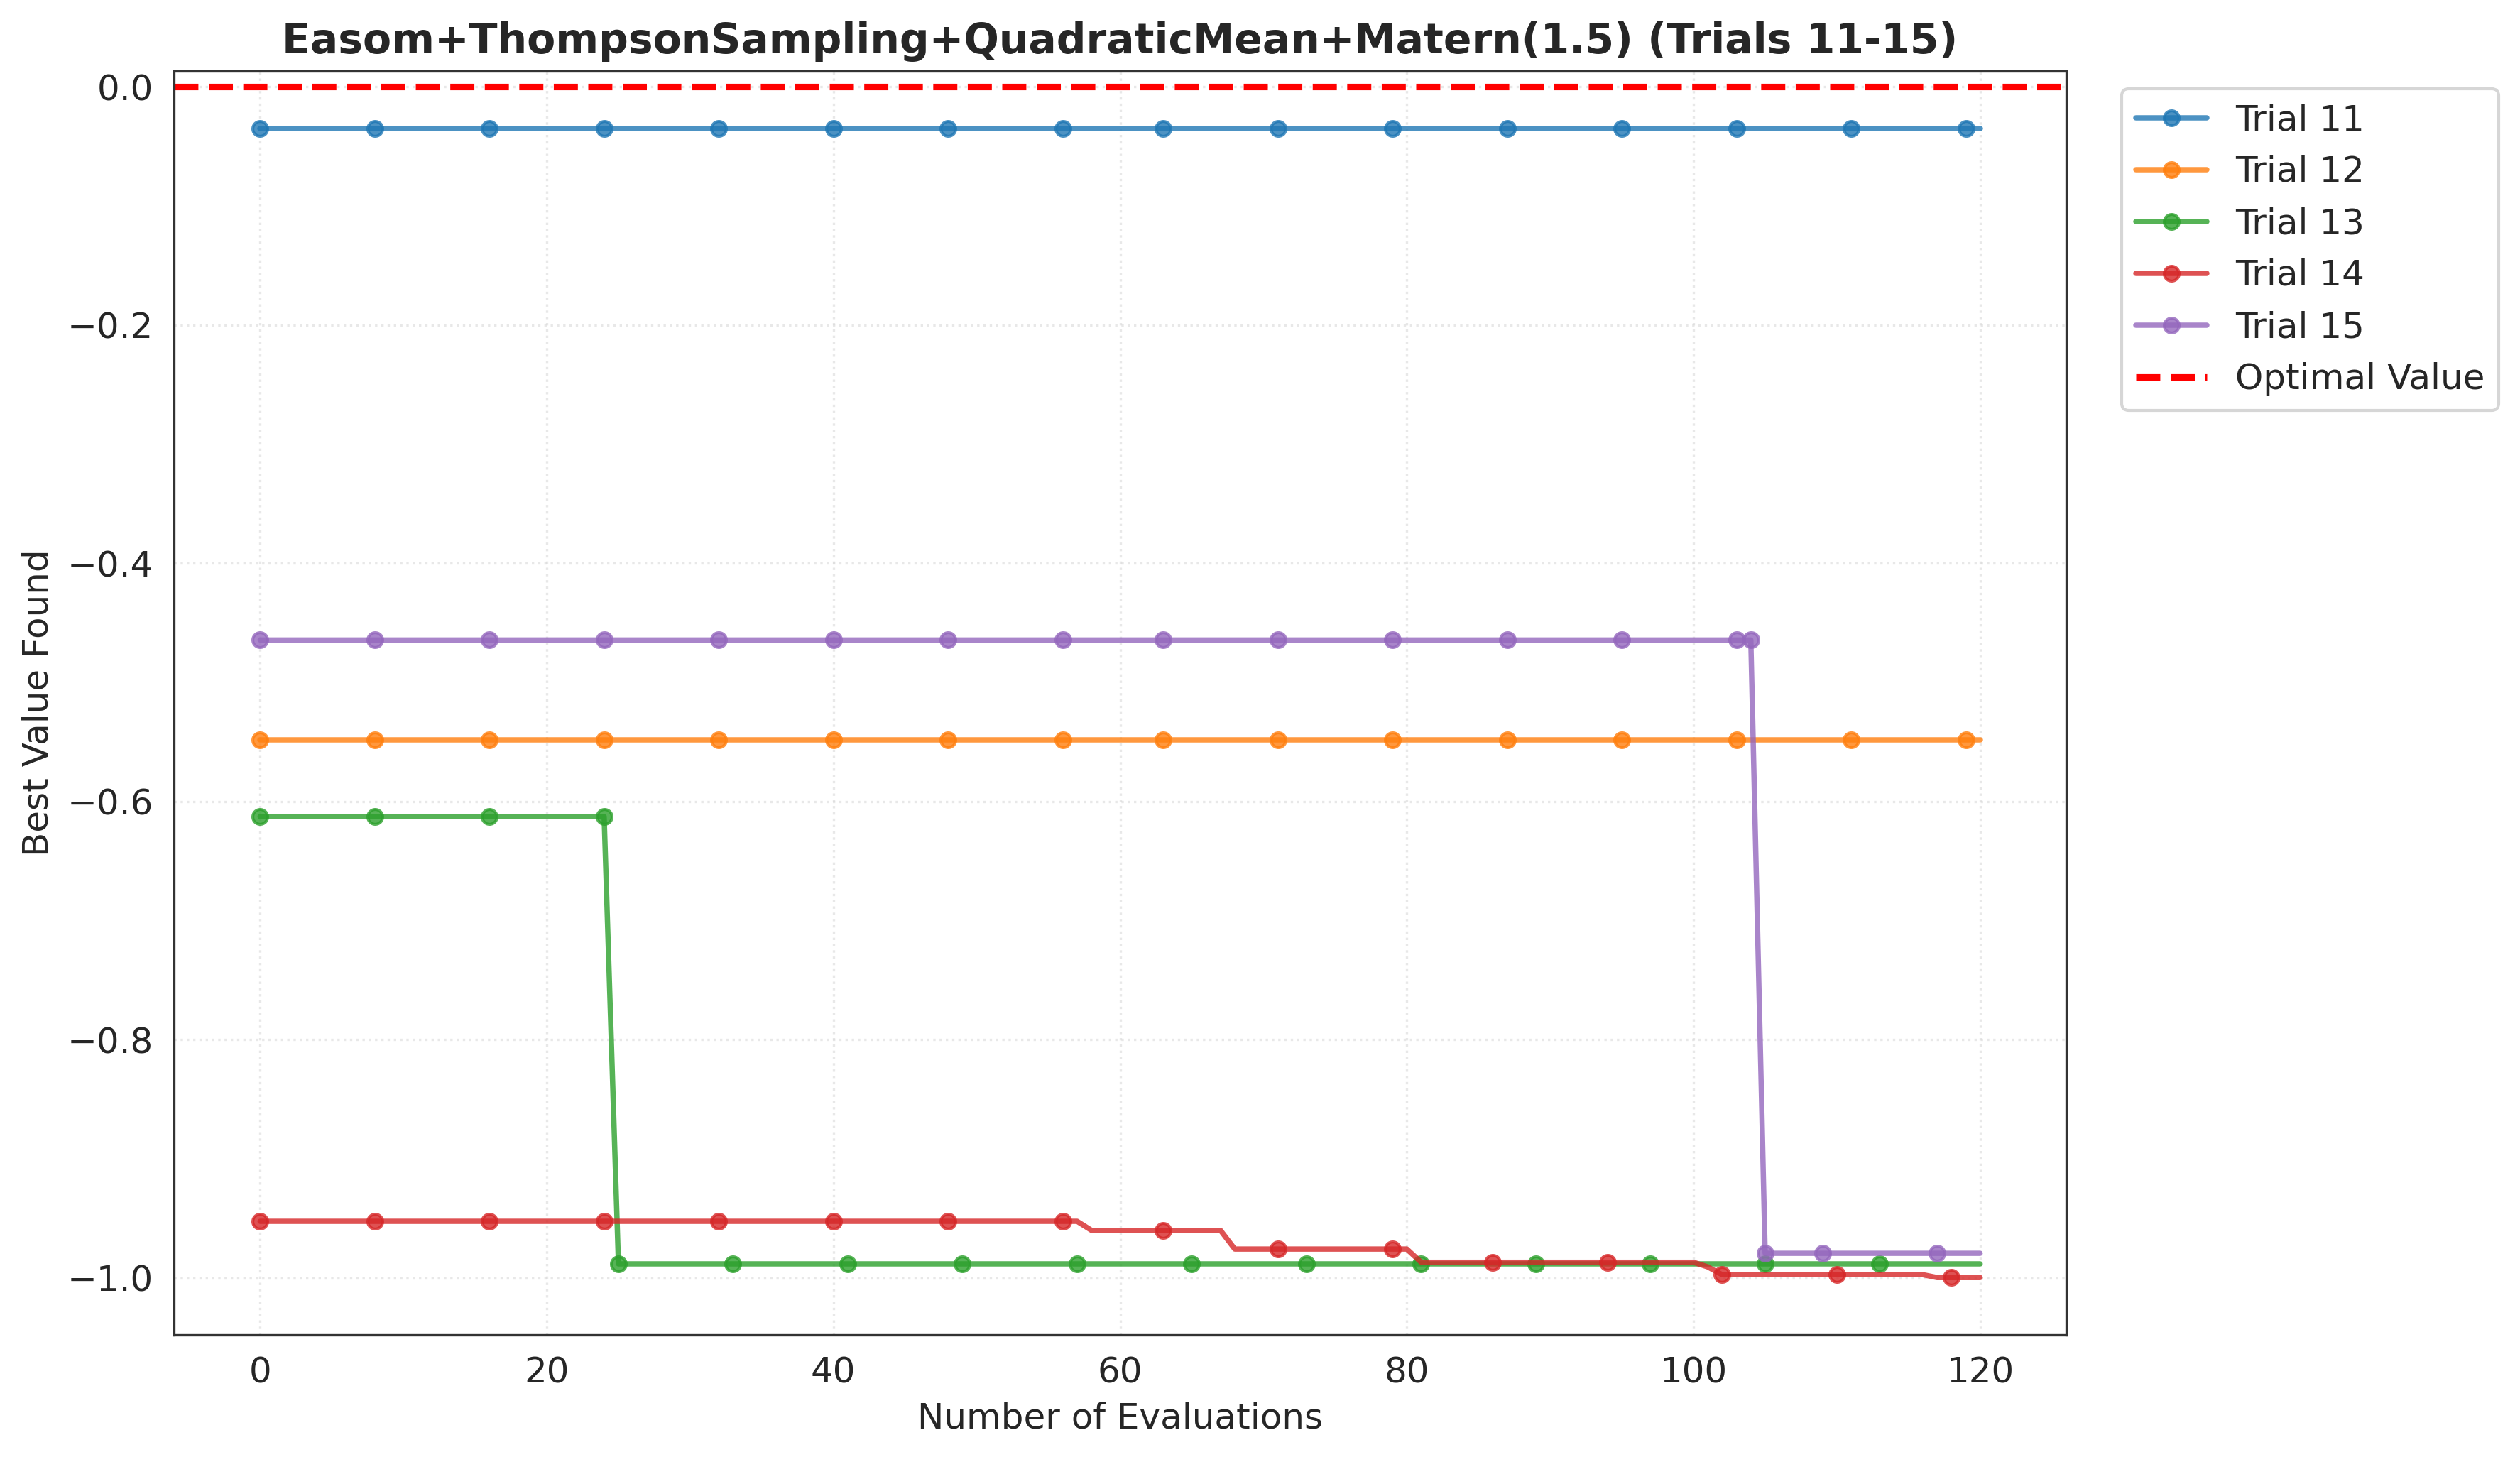 Easom+ThompsonSampling+QuadraticMean+Matern(1.5) (Trials 11-15)
0.0
−0.2
−0.4
−0.6
−0.8
−1.0
Best Value Found
0 20 40 60 80 100 120
Number of Evaluations
Trial 11
Trial 12
Trial 13
Trial 14
Trial 15
Optimal Value